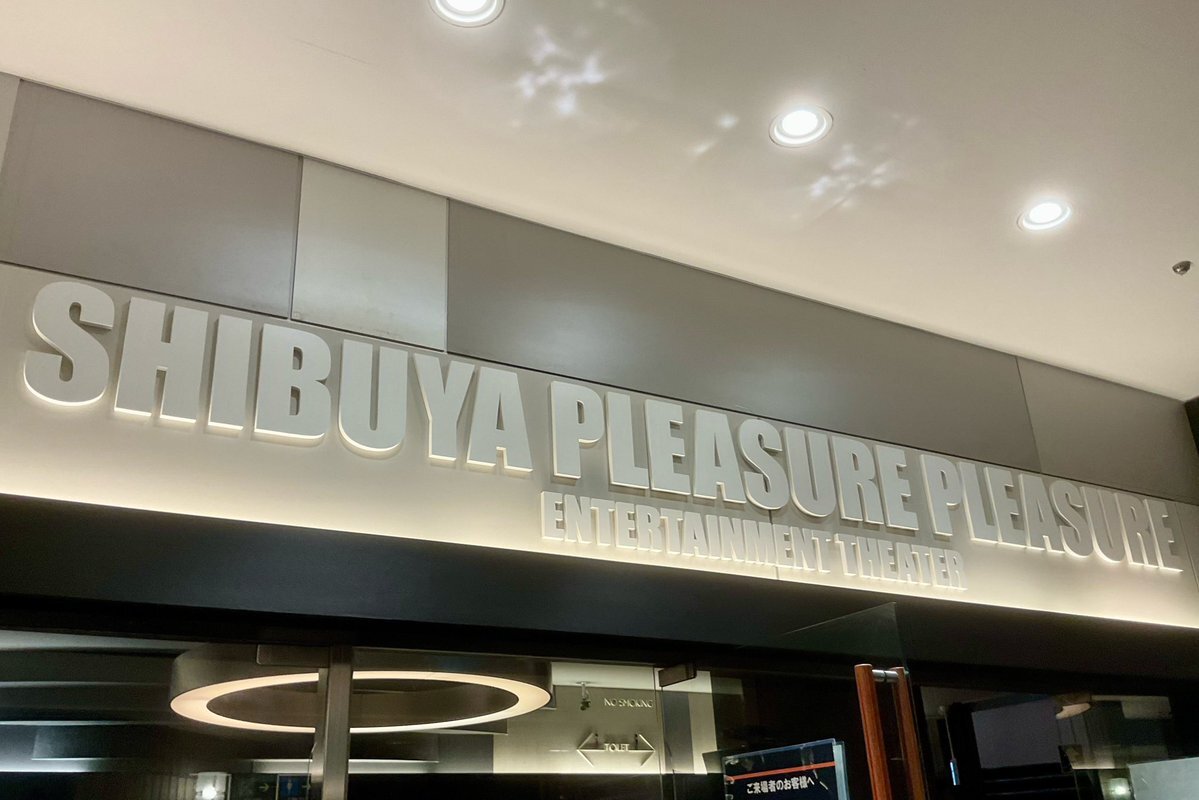 SHIBUYA PLEASURE PLEASURE
ENTERTAINMENT THEATER
NO SMOKING
TOILET
ご来場者のお客様へ